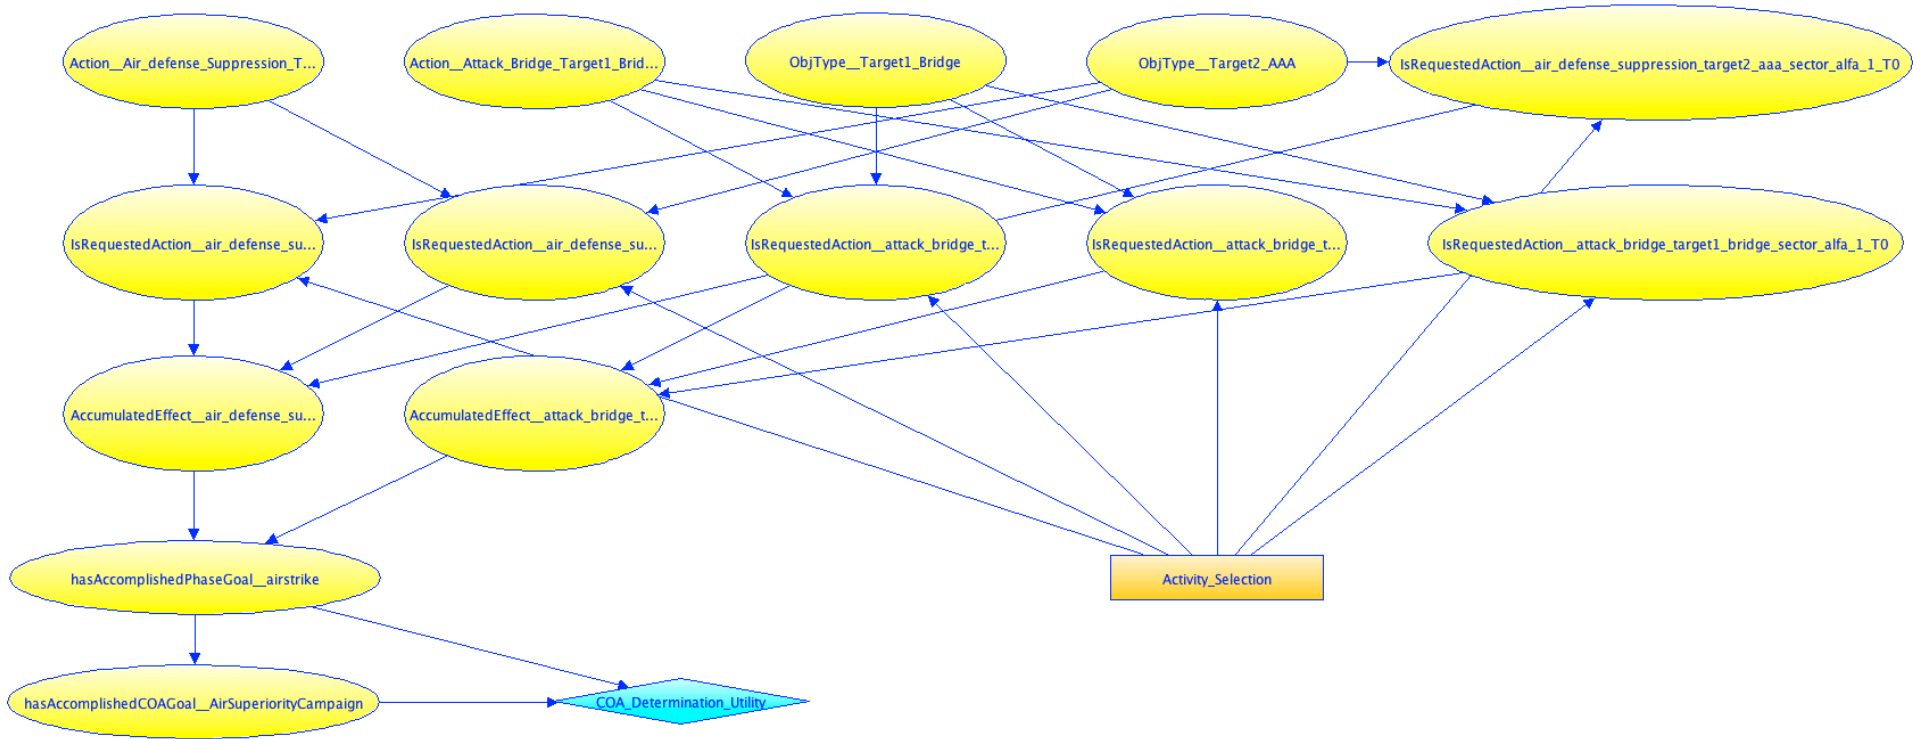 Action__Air_defense_Suppression_T...
Action__Attack_Bridge_Target1_Brid...
ObjType__Target1_Bridge
ObjType__Target2_AAA
IsRequestedAction__air_defense_suppression_target2_aaa_sector_alfa_1_T0
IsRequestedAction__air_defense_su...
IsRequestedAction__air_defense_su...
IsRequestedAction__attack_bridge_t...
IsRequestedAction__attack_bridge_t...
IsRequestedAction__attack_bridge_target1_bridge_sector_alfa_1_T0
AccumulatedEffect__air_defense_su...
AccumulatedEffect__attack_bridge_t...
hasAccomplishedPhaseGoal__airstrike
Activity_Selection
hasAccomplishedCOAGoal__AirSuperiorityCampaign
COA_Determination_Utility